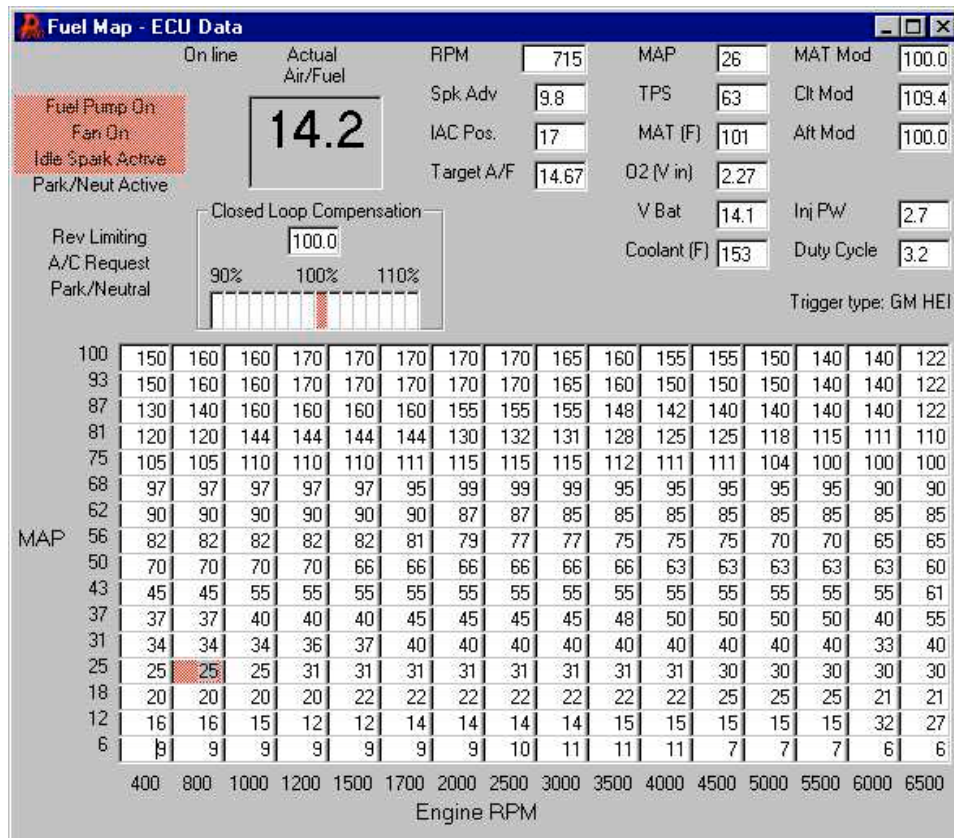 Fuel Map - ECU Data
On line Actual Air/Fuel RPM 715 MAP 26 MAT Mod 100.0
Fuel Pump On 14.2 Spk Adv 9.8 TPS 63 Clt Mod 109.4
Fan On IAC Pos. 17 MAT (F) 101 Aft Mod 100.0
Idle Spark Active Target A/F 14.67 O2 (V in) 2.27
Park/Neut Active
Closed Loop Compensation V Bat 14.1 Inj PW 2.7
Rev Limiting 100.0 Coolant (F) 153 Duty Cycle 3.2
A/C Request 90% 100% 110%
Park/Neutral
Trigger type: GM HEI
100 150 160 160 170 170 170 170 170 165 160 155 155 150 140 140 122
93 150 160 160 170 170 170 170 170 165 160 150 150 150 140 140 122
87 130 140 160 160 160 160 155 155 155 148 142 140 140 140 140 122
81 120 120 144 144 144 144 130 132 131 128 125 125 118 115 111 110
75 105 105 110 110 110 111 115 115 115 112 111 111 104 100 100 100
68 97 97 97 97 97 95 99 99 99 95 95 95 95 95 90 90
62 90 90 90 90 90 90 87 87 85 85 85 85 85 85 85 85
MAP 56 82 82 82 82 82 81 79 77 77 75 75 75 70 70 65 65
50 70 70 70 70 66 66 66 66 66 66 63 63 63 63 63 60
43 45 45 55 55 55 55 55 55 55 55 55 55 55 55 55 61
37 37 37 40 40 40 45 45 45 45 48 50 50 50 50 40 55
31 34 34 34 36 37 40 40 40 40 40 40 40 40 40 33 40
25 25 25 25 31 31 31 31 31 31 31 31 30 30 30 30 30
18 20 20 20 20 22 22 22 22 22 22 22 25 25 25 21 21
12 16 16 15 12 12 14 14 14 14 15 15 15 15 15 32 27
6 9 9 9 9 9 9 9 10 11 11 11 7 7 7 6 6
400 800 1000 1200 1500 1700 2000 2500 3000 3500 4000 4500 5000 5500 6000 6500
Engine RPM